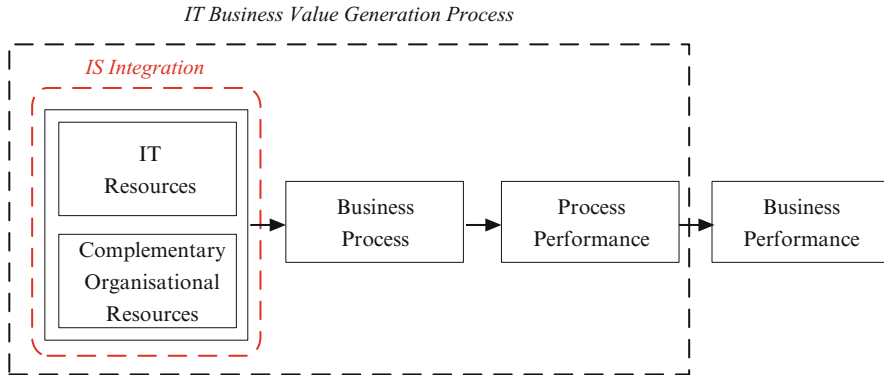 IT Business Value Generation Process
IS Integration
IT
Resources
Complementary
Organisational
Resources
Business
Process
Process
Performance
Business
Performance